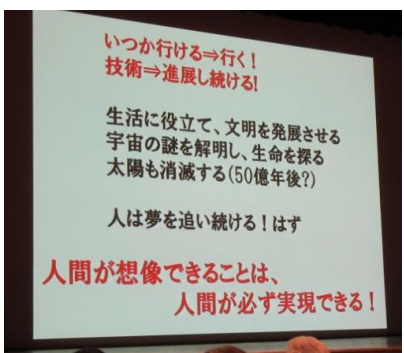 いつか行ける⇒行く！
技術⇒進展し続ける!
生活に役立て、文明を発展させる
宇宙の謎を解明し、生命を探る
太陽も消滅する(50億年後?)
人は夢を追い続ける！はず
人間が想像できることは、
人間が必ず実現できる！